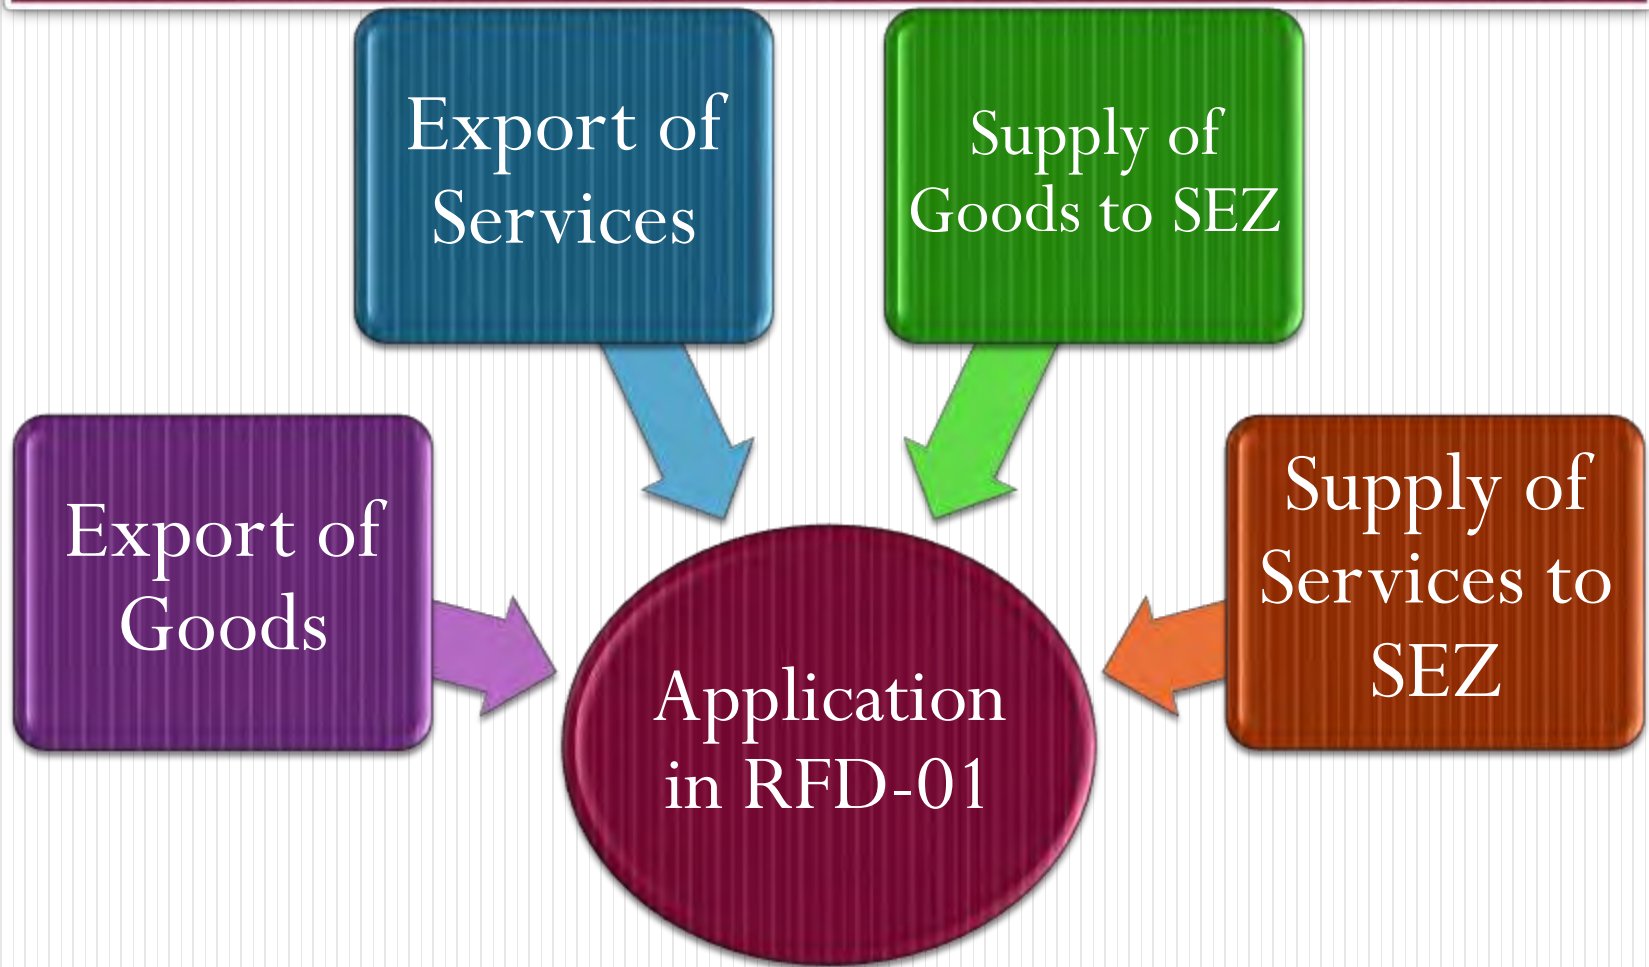 Export of
Services
Supply of
Goods to SEZ
Export of
Goods
Supply of
Services to
SEZ
Application
in RFD-01